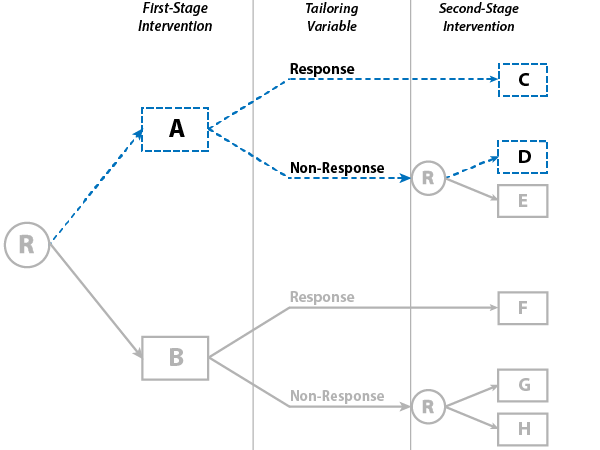 First-Stage
Intervention
Tailoring
Variable
Second-Stage
Intervention
Response
C
A
D
Non-Response
R
E
R
Response
F
B
G
Non-Response
R
H